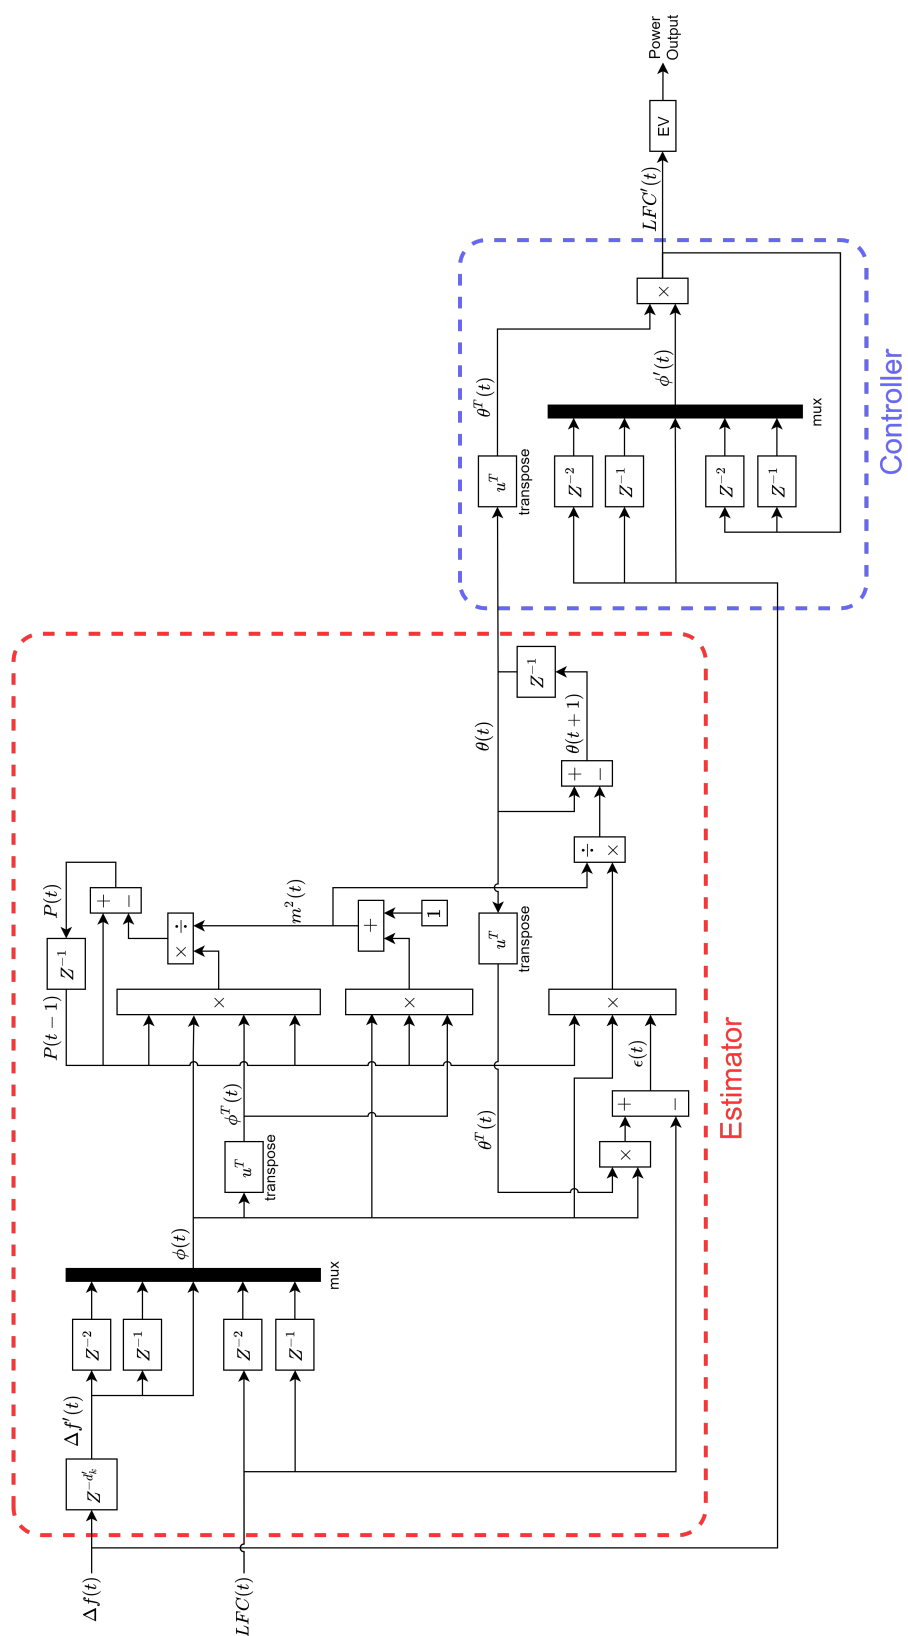 Δf(t)
LFC(t)
Z^{-d'_k}
Δf'(t)
Z^{-2}
Z^{-1}
Z^{-2}
Z^{-1}
mux
ϕ(t)
u^T
transpose
ϕ^T(t)
P(t − 1)
Z^{-1}
P(t)
×
+
−
× ÷
×
+
1
m^2(t)
θ^T(t)
u^T
transpose
×
+
−
ϵ(t)
×
÷
×
+
−
θ(t)
θ(t + 1)
Z^{-1}
Estimator
u^T
transpose
θ^T(t)
Z^{-2}
Z^{-1}
Z^{-2}
Z^{-1}
mux
ϕ'(t)
×
LFC'(t)
EV
Power
Output
Controller